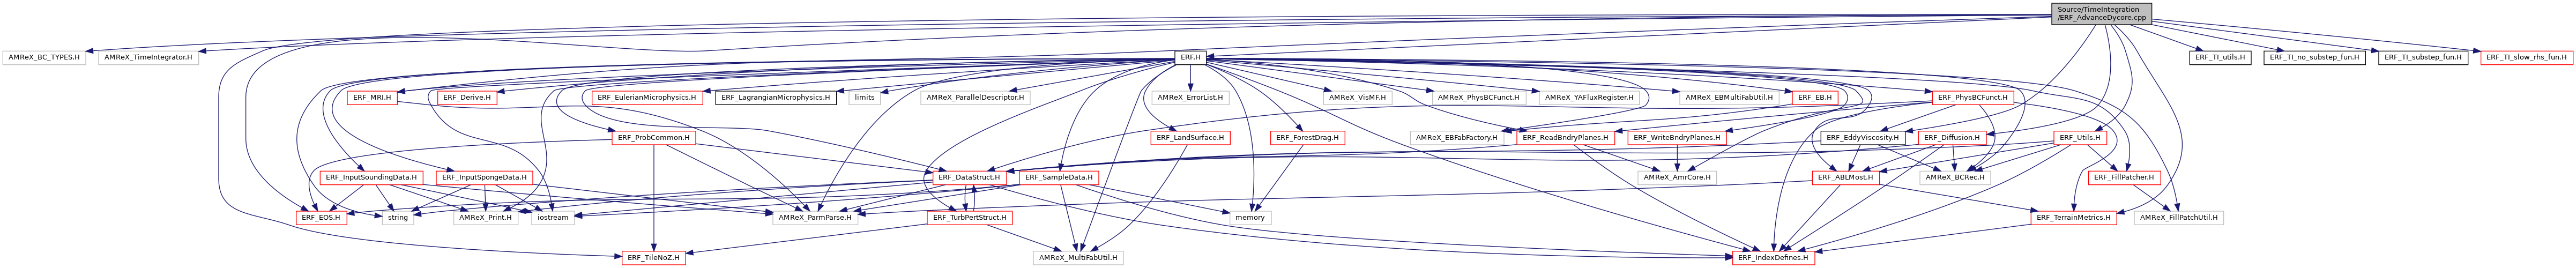 Source/TimeIntegration
/ERF_AdvanceDycore.cpp
AMReX_BC_TYPES.H
AMReX_TimeIntegrator.H
ERF.H
ERF_TI_utils.H
ERF_TI_no_substep_fun.H
ERF_TI_substep_fun.H
ERF_TI_slow_rhs_fun.H
ERF_MRI.H
ERF_Derive.H
ERF_EulerianMicrophysics.H
ERF_LagrangianMicrophysics.H
limits
AMReX_ParallelDescriptor.H
AMReX_ErrorList.H
AMReX_VisMF.H
AMReX_PhysBCFunct.H
AMReX_YAFluxRegister.H
AMReX_EBMultiFabUtil.H
ERF_EB.H
ERF_PhysBCFunct.H
ERF_ProbCommon.H
ERF_LandSurface.H
ERF_ForestDrag.H
AMReX_EBFabFactory.H
ERF_ReadBndryPlanes.H
ERF_WriteBndryPlanes.H
ERF_EddyViscosity.H
ERF_Diffusion.H
ERF_Utils.H
ERF_InputSoundingData.H
ERF_InputSpongeData.H
ERF_DataStruct.H
ERF_SampleData.H
AMReX_AmrCore.H
ERF_ABLMost.H
AMReX_BCRec.H
ERF_FillPatcher.H
ERF_EOS.H
string
AMReX_Print.H
iostream
AMReX_ParmParse.H
ERF_TurbPertStruct.H
memory
ERF_TerrainMetrics.H
AMReX_FillPatchUtil.H
ERF_TileNoZ.H
AMReX_MultiFabUtil.H
ERF_IndexDefines.H